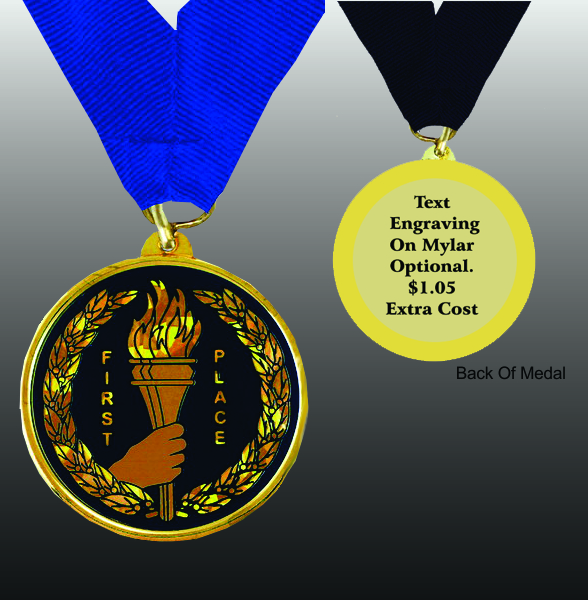 FIRST
PLACE
Text
Engraving
On Mylar
Optional.
$1.05
Extra Cost
Back Of Medal